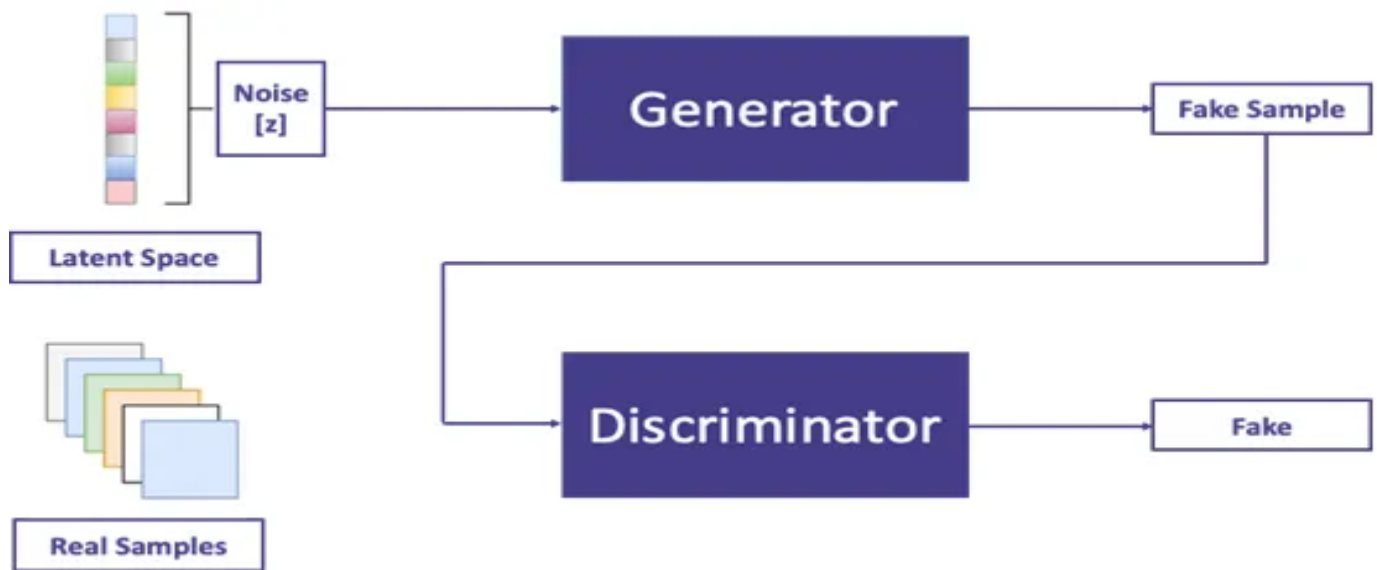 Noise
[z]
Generator
Fake Sample
Latent Space
Discriminator
Fake
Real Samples